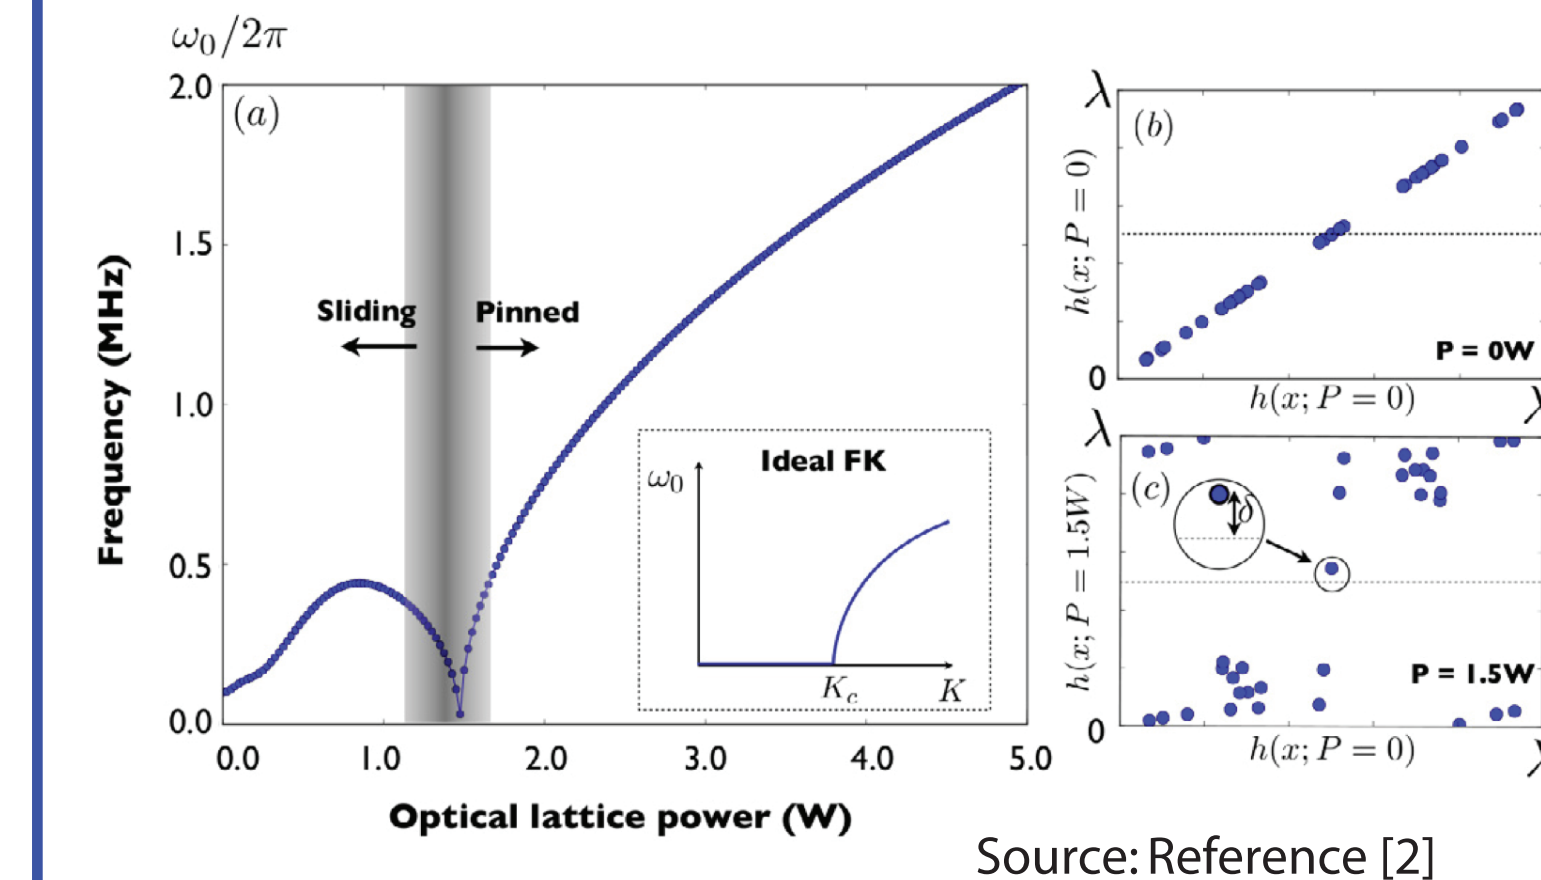 ω₀/2π
(a)
Frequency (MHz)
2.0
1.5
1.0
0.5
0.0
Sliding
Pinned
Ideal FK
ω₀
K_c
K
0.0 1.0 2.0 3.0 4.0 5.0
Optical lattice power (W)
λ
(b)
h(x; P = 0)
P = 0W
0
h(x; P = 0)
λ
λ
(c)
δ
h(x; P = 1.5W)
P = 1.5W
0
h(x; P = 0)
λ
Source: Reference [2]